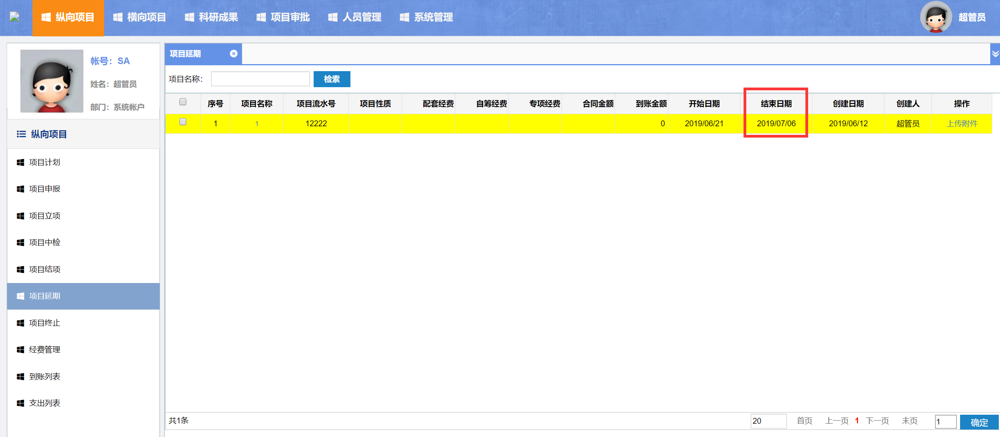 纵向项目 横向项目 科研成果 项目审批 人员管理 系统管理 超管员
帐号：SA
姓名：超管员
部门：系统帐户
纵向项目
项目计划
项目申报
项目立项
项目中检
项目结项
项目延期
项目终止
经费管理
到账列表
支出列表
项目延期
项目名称： 检索
序号 项目名称 项目流水号 项目性质 配套经费 自筹经费 专项经费 合同金额 到账金额 开始日期 结束日期 创建日期 创建人 操作
1 1 12222 0 2019/06/21 2019/07/06 2019/06/12 超管员 上传附件
共1条 20 首页 上一页 1 下一页 末页 1 确定